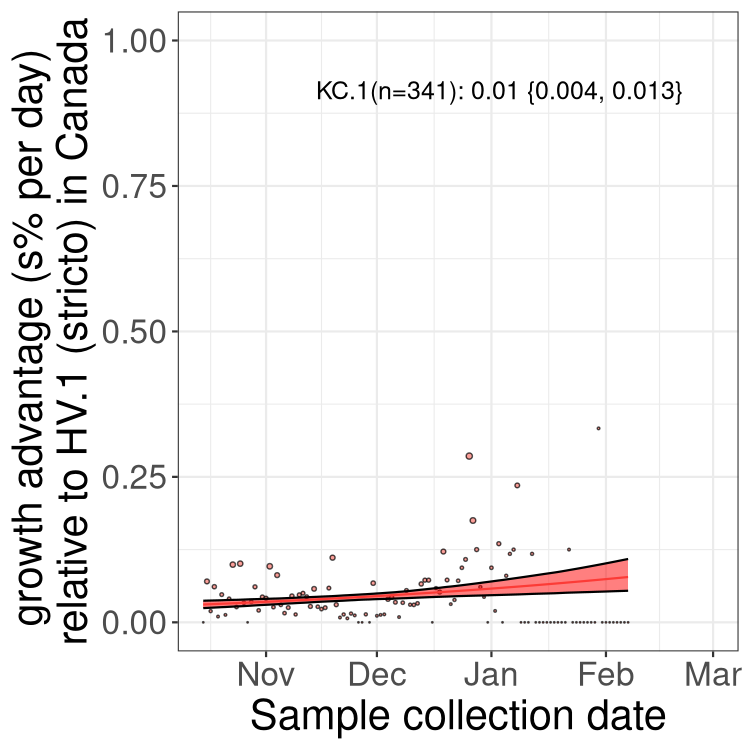 growth advantage (s% per day)
relative to HV.1 (stricto) in Canada
1.00
0.75
0.50
0.25
0.00
KC.1(n=341): 0.01 {0.004, 0.013}
Nov Dec Jan Feb Mar
Sample collection date